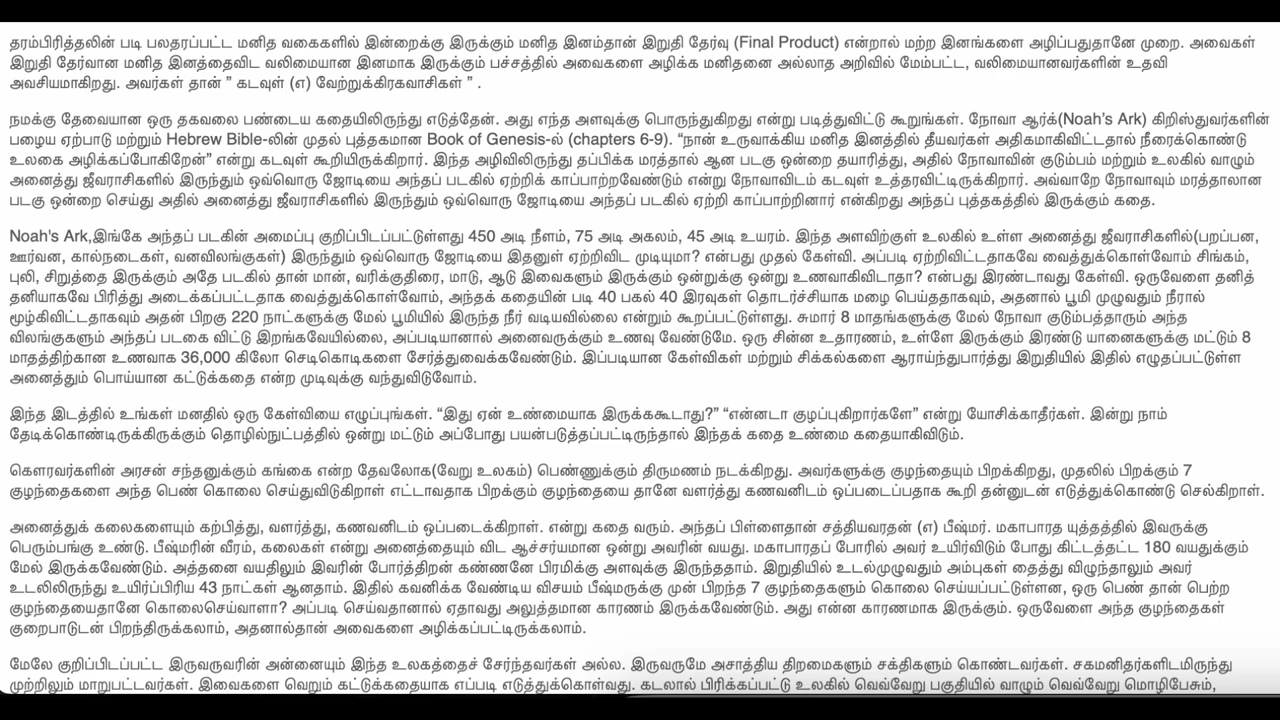 தரம்பிரித்தலின் படி பலதரப்பட்ட மனித வகைகளில் இன்றைக்கு இருக்கும் மனித இனம்தான் இறுதி தேர்வு (Final Product) என்றால் மற்ற இனங்களை அழிப்பதுதானே முறை. அவைகள்
இறுதி தேர்வான மனித இனத்தைவிட வலிமையான இனமாக இருக்கும் பச்சத்தில் அவைகளை அழிக்க மனிதனை அல்லாத அறிவில் மேம்பட்ட, வலிமையானவர்களின் உதவி
அவசியமாகிறது. அவர்கள் தான் ” கடவுள் (எ) வேற்றுக்கிரகவாசிகள் ” .
நமக்கு தேவையான ஒரு தகவலை பண்டைய கதையிலிருந்து எடுத்தேன். அது எந்த அளவுக்கு பொருந்துகிறது என்று படித்துவிட்டு கூறுங்கள். நோவா ஆர்க்(Noah’s Ark) கிறிஸ்துவர்களின்
பழைய ஏற்பாடு மற்றும் Hebrew Bible-லின் முதல் புத்தகமான Book of Genesis-ல் (chapters 6-9). “நான் உருவாக்கிய மனித இனத்தில் தீயவர்கள் அதிகமாகிவிட்டதால் நீரைக்கொண்டு
உலகை அழிக்கப்போகிறேன்” என்று கடவுள் கூறியிருக்கிறார். இந்த அழிவிலிருந்து தப்பிக்க மரத்தால் ஆன படகு ஒன்றை தயாரித்து, அதில் நோவாவின் குடும்பம் மற்றும் உலகில் வாழும்
அனைத்து ஜீவராசிகளில் இருந்தும் ஒவ்வொரு ஜோடியை அந்தப் படகில் ஏற்றிக் காப்பாற்றவேண்டும் என்று நோவாவிடம் கடவுள் உத்தரவிட்டிருக்கிறார். அவ்வாறே நோவாவும் மரத்தாலான
படகு ஒன்றை செய்து அதில் அனைத்து ஜீவராசிகளில் இருந்தும் ஒவ்வொரு ஜோடியை அந்தப் படகில் ஏற்றி காப்பாற்றினார் என்கிறது அந்தப் புத்தகத்தில் இருக்கும் கதை.
Noah's Ark,இங்கே அந்தப் படகின் அமைப்பு குறிப்பிடப்பட்டுள்ளது 450 அடி நீளம், 75 அடி அகலம், 45 அடி உயரம். இந்த அளவிற்குள் உலகில் உள்ள அனைத்து ஜீவராசிகளில்(பறப்பன,
ஊர்வன, கால்நடைகள், வனவிலங்குகள்) இருந்தும் ஒவ்வொரு ஜோடியை இதனுள் ஏற்றிவிட முடியுமா? என்பது முதல் கேள்வி. அப்படி ஏற்றிவிட்டதாகவே வைத்துக்கொள்வோம் சிங்கம்,
புலி, சிறுத்தை இருக்கும் அதே படகில் தான் மான், வரிக்குதிரை, மாடு, ஆடு இவைகளும் இருக்கும் ஒன்றுக்கு ஒன்று உணவாகிவிடாதா? என்பது இரண்டாவது கேள்வி. ஒருவேளை தனித்
தனியாகவே பிரித்து அடைக்கப்பட்டதாக வைத்துக்கொள்வோம், அந்தக் கதையின் படி 40 பகல் 40 இரவுகள் தொடர்ச்சியாக மழை பெய்ததாகவும், அதனால் பூமி முழுவதும் நீரால்
மூழ்கிவிட்டதாகவும் அதன் பிறகு 220 நாட்களுக்கு மேல் பூமியில் இருந்த நீர் வடியவில்லை என்றும் கூறப்பட்டுள்ளது. சுமார் 8 மாதங்களுக்கு மேல் நோவா குடும்பத்தாரும் அந்த
விலங்குகளும் அந்தப் படகை விட்டு இறங்கவேயில்லை, அப்படியானால் அனைவருக்கும் உணவு வேண்டுமே. ஒரு சின்ன உதாரணம், உள்ளே இருக்கும் இரண்டு யானைகளுக்கு மட்டும் 8
மாதத்திற்கான உணவாக 36,000 கிலோ செடிகொடிகளை சேர்த்துவைக்கவேண்டும். இப்படியான கேள்விகள் மற்றும் சிக்கல்களை ஆராய்ந்துபார்த்து இறுதியில் இதில் எழுதப்பட்டுள்ள
அனைத்தும் பொய்யான கட்டுக்கதை என்ற முடிவுக்கு வந்துவிடுவோம்.
இந்த இடத்தில் உங்கள் மனதில் ஒரு கேள்வியை எழுப்புங்கள். “இது ஏன் உண்மையாக இருக்ககூடாது?” “என்னடா குழப்புகிறார்களே” என்று யோசிக்காதீர்கள். இன்று நாம்
தேடிக்கொண்டிருக்கிருக்கும் தொழில்நுட்பத்தில் ஒன்று மட்டும் அப்போது பயன்படுத்தப்பட்டிருந்தால் இந்தக் கதை உண்மை கதையாகிவிடும்.
கௌரவர்களின் அரசன் சந்தனுக்கும் கங்கை என்ற தேவலோக(வேறு உலகம்) பெண்ணுக்கும் திருமணம் நடக்கிறது. அவர்களுக்கு குழந்தையும் பிறக்கிறது, முதலில் பிறக்கும் 7
குழந்தைகளை அந்த பெண் கொலை செய்துவிடுகிறாள் எட்டாவதாக பிறக்கும் குழந்தையை தானே வளர்த்து கணவனிடம் ஒப்படைப்பதாக கூறி தன்னுடன் எடுத்துக்கொண்டு செல்கிறாள்.
அனைத்துக் கலைகளையும் கற்பித்து, வளர்த்து, கணவனிடம் ஒப்படைக்கிறாள். என்று கதை வரும். அந்தப் பிள்ளைதான் சத்தியவரதன் (எ) பீஷ்மர். மகாபாரத யுத்தத்தில் இவருக்கு
பெரும்பங்கு உண்டு. பீஷ்மரின் வீரம், கலைகள் என்று அனைத்தையும் விட ஆச்சர்யமான ஒன்று அவரின் வயது. மகாபாரதப் போரில் அவர் உயிர்விடும் போது கிட்டத்தட்ட 180 வயதுக்கும்
மேல் இருக்கவேண்டும். அத்தனை வயதிலும் இவரின் போர்த்திறன் கண்ணனே பிரமிக்கு அளவுக்கு இருந்ததாம். இறுதியில் உடல்முழுவதும் அம்புகள் தைத்து விழுந்தாலும் அவர்
உடலிலிருந்து உயிர்ப்பிரிய 43 நாட்கள் ஆனதாம். இதில் கவனிக்க வேண்டிய விசயம் பீஷ்மருக்கு முன் பிறந்த 7 குழந்தைகளும் கொலை செய்யப்பட்டுள்ளன, ஒரு பெண் தான் பெற்ற
குழந்தையைதானே கொலைசெய்வாளா? அப்படி செய்வதானால் ஏதாவது அலுத்தமான காரணம் இருக்கவேண்டும். அது என்ன காரணமாக இருக்கும். ஒருவேளை அந்த குழந்தைகள்
குறைபாடுடன் பிறந்திருக்கலாம், அதனால்தான் அவைகளை அழிக்கப்பட்டிருக்கலாம்.
மேலே குறிப்பிடப்பட்ட இருவருவரின் அன்னையும் இந்த உலகத்தைச் சேர்ந்தவர்கள் அல்ல. இருவருமே அசாத்திய திறமைகளும் சக்திகளும் கொண்டவர்கள். சகமனிதர்களிடமிருந்து
முற்றிலும் மாறுபட்டவர்கள். இவைகளை வெறும் கட்டுக்கதையாக எப்படி எடுத்துக்கொள்வது. கடலால் பிரிக்கப்பட்டு உலகில் வெவ்வேறு பகுதியில் வாழும் வெவ்வேறு மொழிபேசும்,